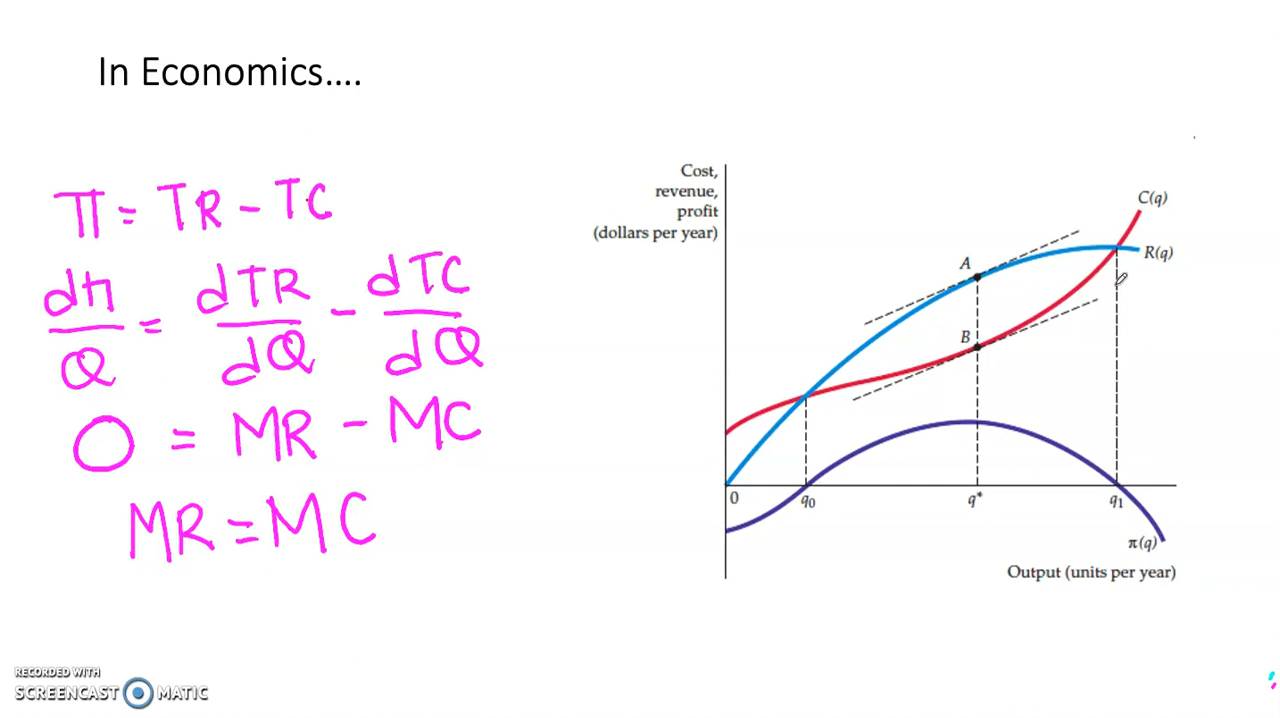 In Economics....
π = TR - TC
dπ/Q = dTR/dQ - dTC/dQ
0 = MR - MC
MR = MC
Cost,
revenue,
profit
(dollars per year)
C(q)
R(q)
A
B
0
q0
q*
q1
π(q)
Output (units per year)
RECORDED WITH
SCREENCAST MATIC